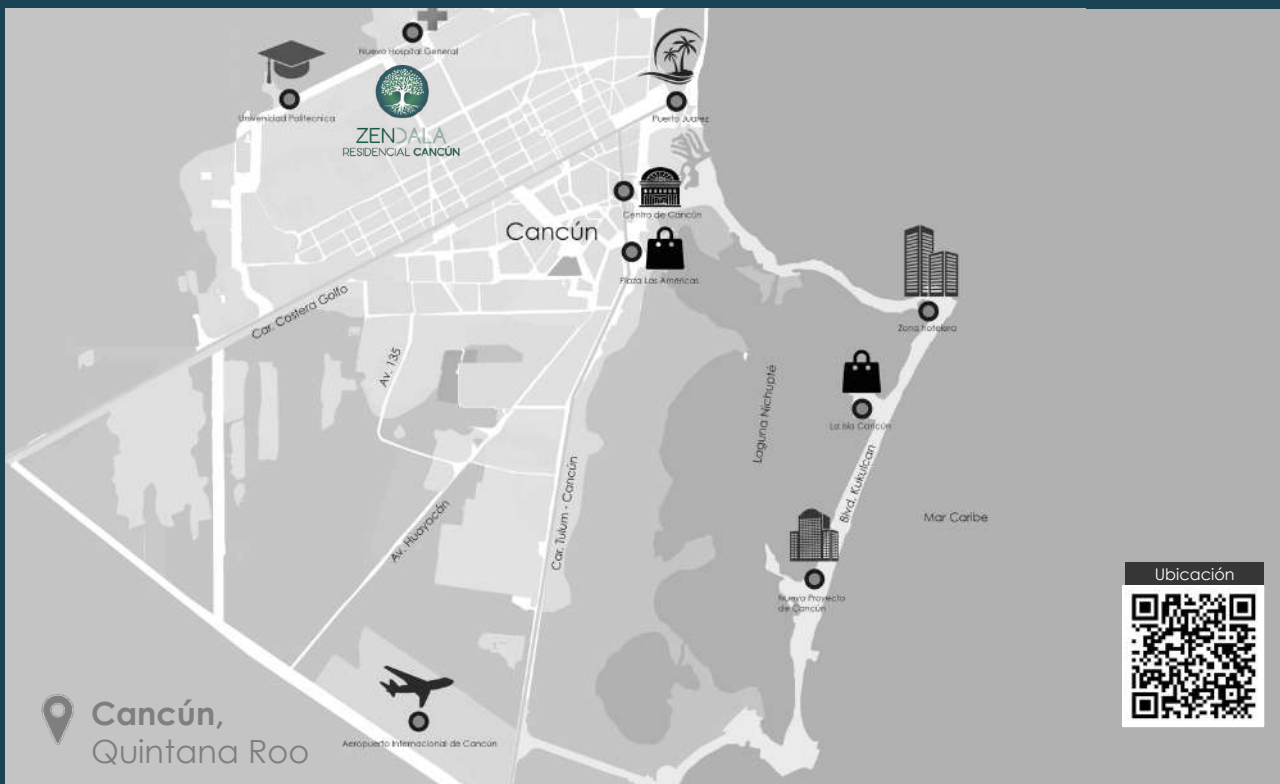 Nuevo Hospital General
Universidad Politecnica
ZENDALA
RESIDENCIAL CANCÚN
Puerto Juarez
Centro de Cancún
Cancún
Plaza Las Americas
Car. Costera Golfo
Zona hotelera
Av. 135
La Isla Cancún
Laguna Nichupté
Blvd. Kukulcan
Av. Huayacán
Car. Tulum - Cancún
Mar Caribe
Nuevo Proyecto
de Cancún
Ubicación
Cancún,
Quintana Roo
Aeropuerto Internacional de Cancún